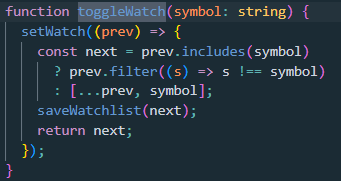 function toggleWatch(symbol: string) {
  setWatch((prev) => {
    const next = prev.includes(symbol)
      ? prev.filter((s) => s !== symbol)
      : [...prev, symbol];
    saveWatchlist(next);
    return next;
  });
}